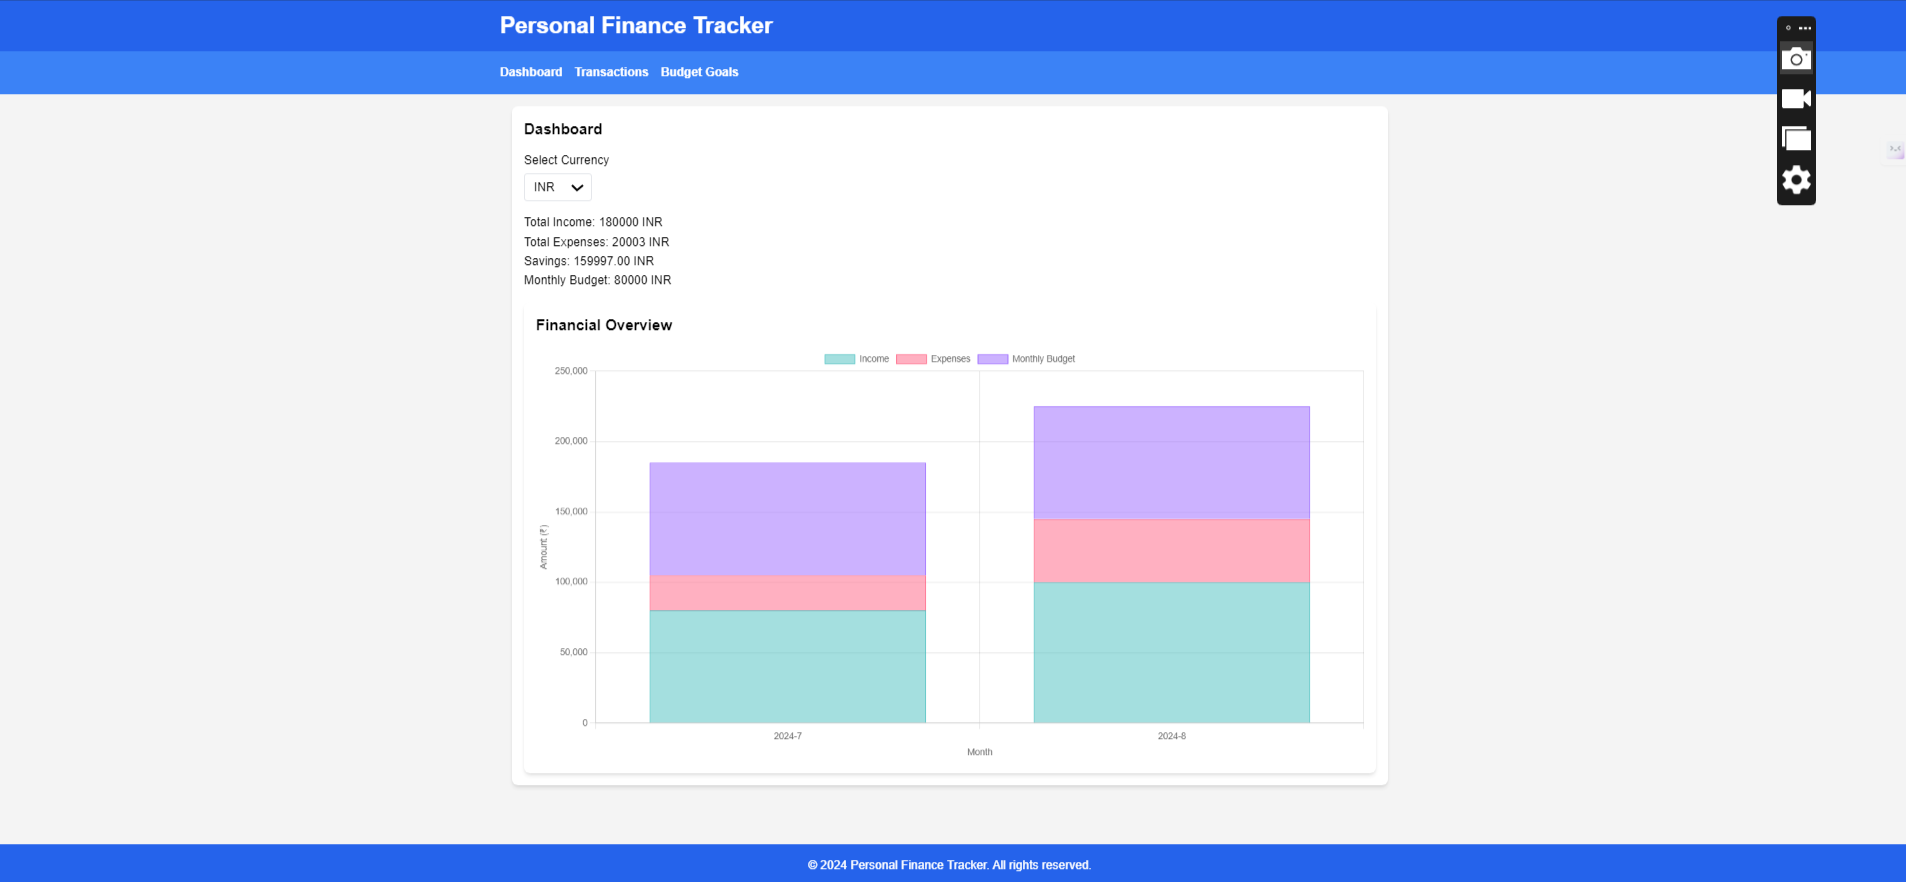 Personal Finance Tracker
Dashboard Transactions Budget Goals
Dashboard
Select Currency
INR
Total Income: 180000 INR
Total Expenses: 20003 INR
Savings: 159997.00 INR
Monthly Budget: 80000 INR
Financial Overview
Income Expenses Monthly Budget
250,000
200,000
150,000
100,000
50,000
0
Amount (₹)
2024-7 2024-8
Month
© 2024 Personal Finance Tracker. All rights reserved.